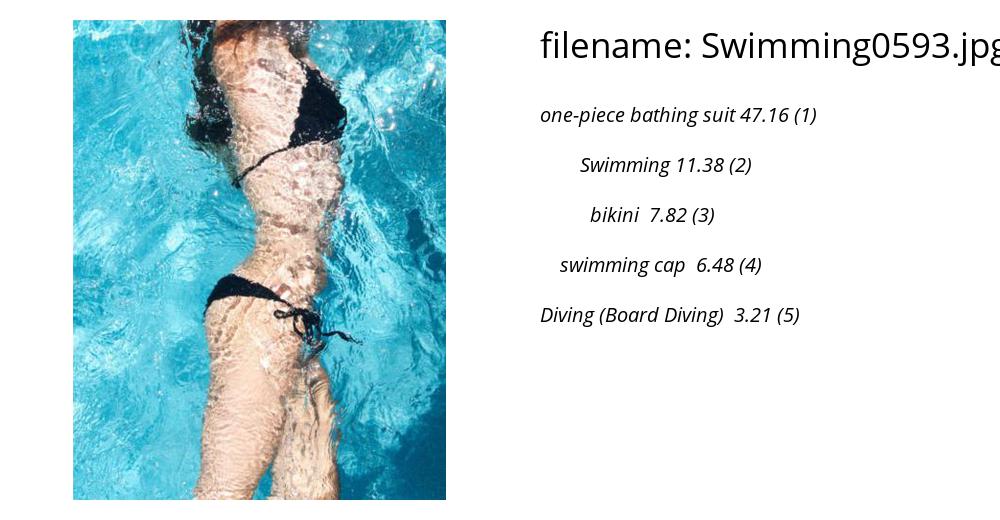 filename: Swimming0593.jpg
one-piece bathing suit 47.16 (1)
Swimming 11.38 (2)
bikini  7.82 (3)
swimming cap  6.48 (4)
Diving (Board Diving)  3.21 (5)